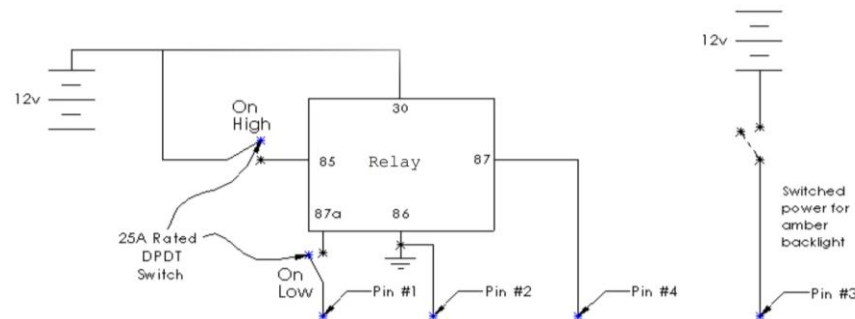 12v
On
High
30
85
Relay
87
87a
86
25A Rated
DPDT
Switch
On
Low
Pin #1
Pin #2
Pin #4
12v
Switched
power for
amber
backlight
Pin #3